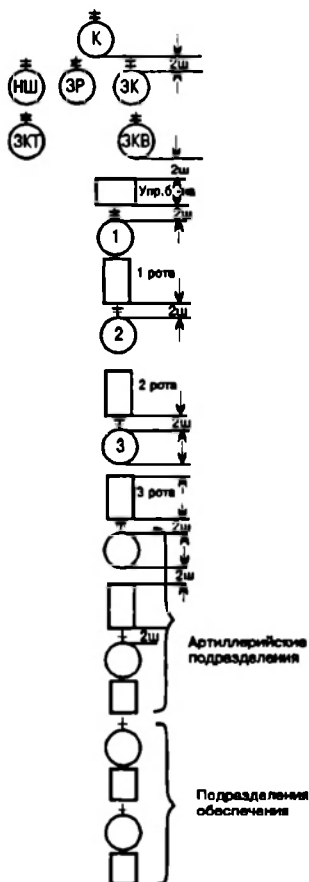 К
2ш
НШ ЗР ЗК
ЗКТ ЗКВ
2ш
Упр.б-на
2ш
1
1 рота
2ш
2
2 рота
2ш
3
3 рота
2ш
2ш
2ш
Артиллерийские
подразделения
Подразделения
обеспечения